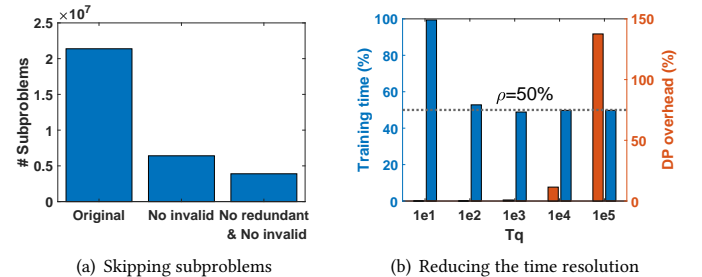 ×10⁷
2.5
2
1.5
1
0.5
0
# Subproblems
Original
No invalid
No redundant
& No invalid
(a) Skipping subproblems
100
80
60
40
20
0
Training time (%)
ρ=50%
150
100
50
0
DP overhead (%)
1e1 1e2 1e3 1e4 1e5
Tq
(b) Reducing the time resolution